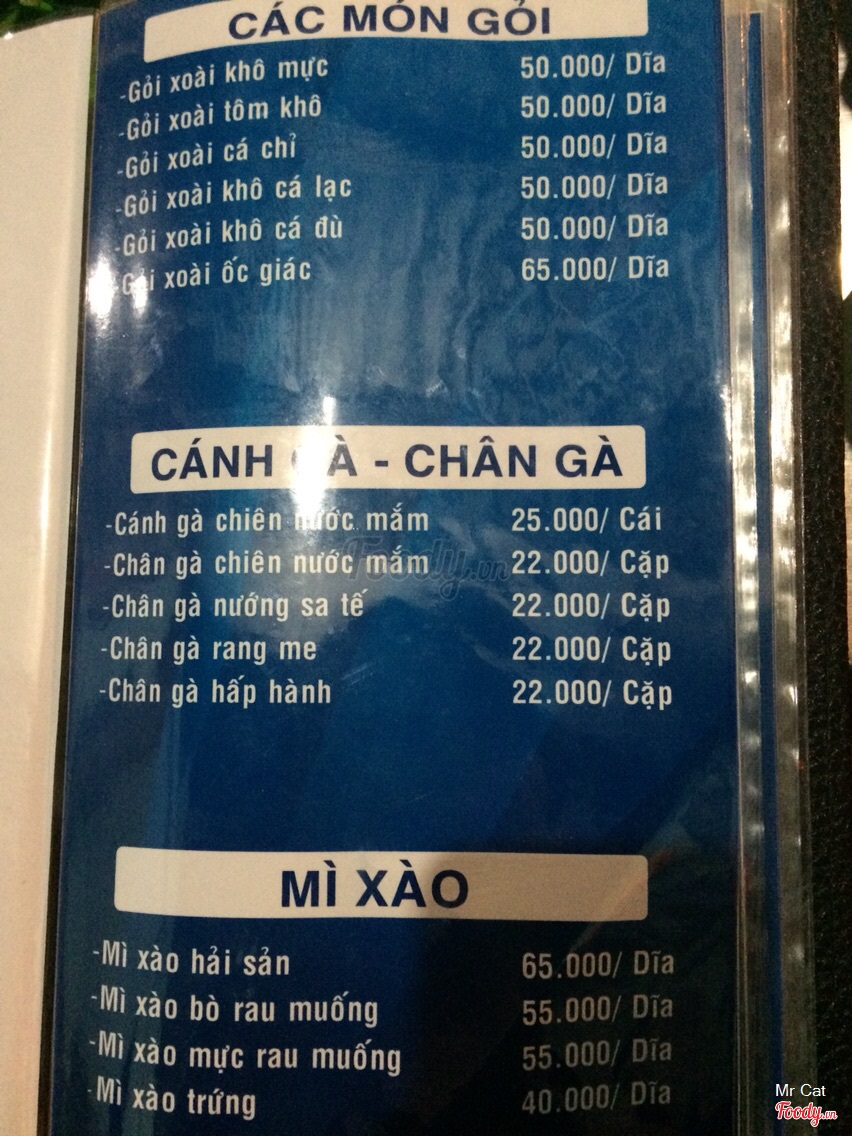 CÁC MÓN GỎI
-Gỏi xoài khô mực 50.000/ Dĩa
-Gỏi xoài tôm khô 50.000/ Dĩa
-Gỏi xoài cá chỉ 50.000/ Dĩa
-Gỏi xoài khô cá lạc 50.000/ Dĩa
-Gỏi xoài khô cá đù 50.000/ Dĩa
-Gỏi xoài ốc giác 65.000/ Dĩa
CÁNH GÀ - CHÂN GÀ
-Cánh gà chiên nước mắm 25.000/ Cái
-Chân gà chiên nước mắm 22.000/ Cặp
-Chân gà nướng sa tế 22.000/ Cặp
-Chân gà rang me 22.000/ Cặp
-Chân gà hấp hành 22.000/ Cặp
Foody.vn
MÌ XÀO
-Mì xào hải sản 65.000/ Dĩa
-Mì xào bò rau muống 55.000/ Dĩa
-Mì xào mực rau muống 55.000/ Dĩa
-Mì xào trứng 40.000/ Dĩa
Mr Cat
Foody.vn